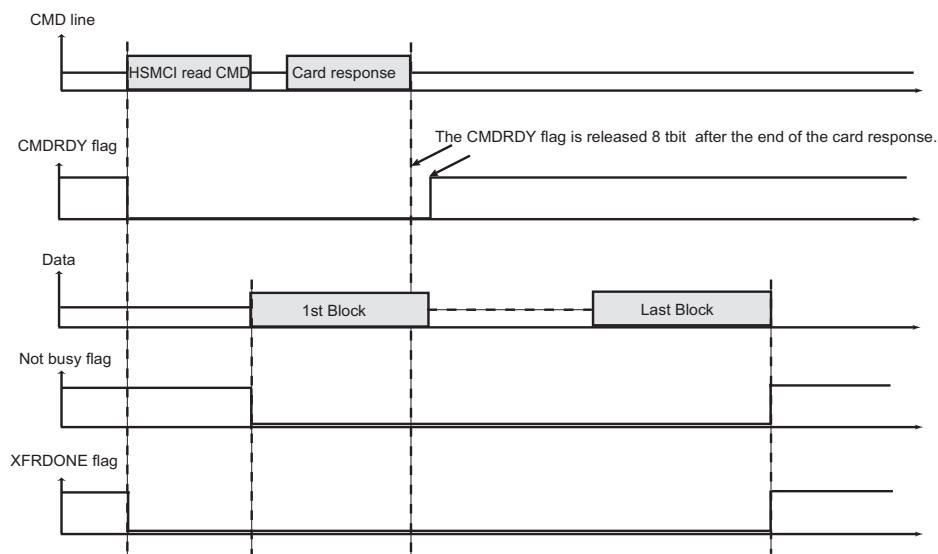 CMD line
HSMCI read CMD
Card response
The CMDRDY flag is released 8 tbit after the end of the card response.
CMDRDY flag
Data
1st Block
Last Block
Not busy flag
XFRDONE flag